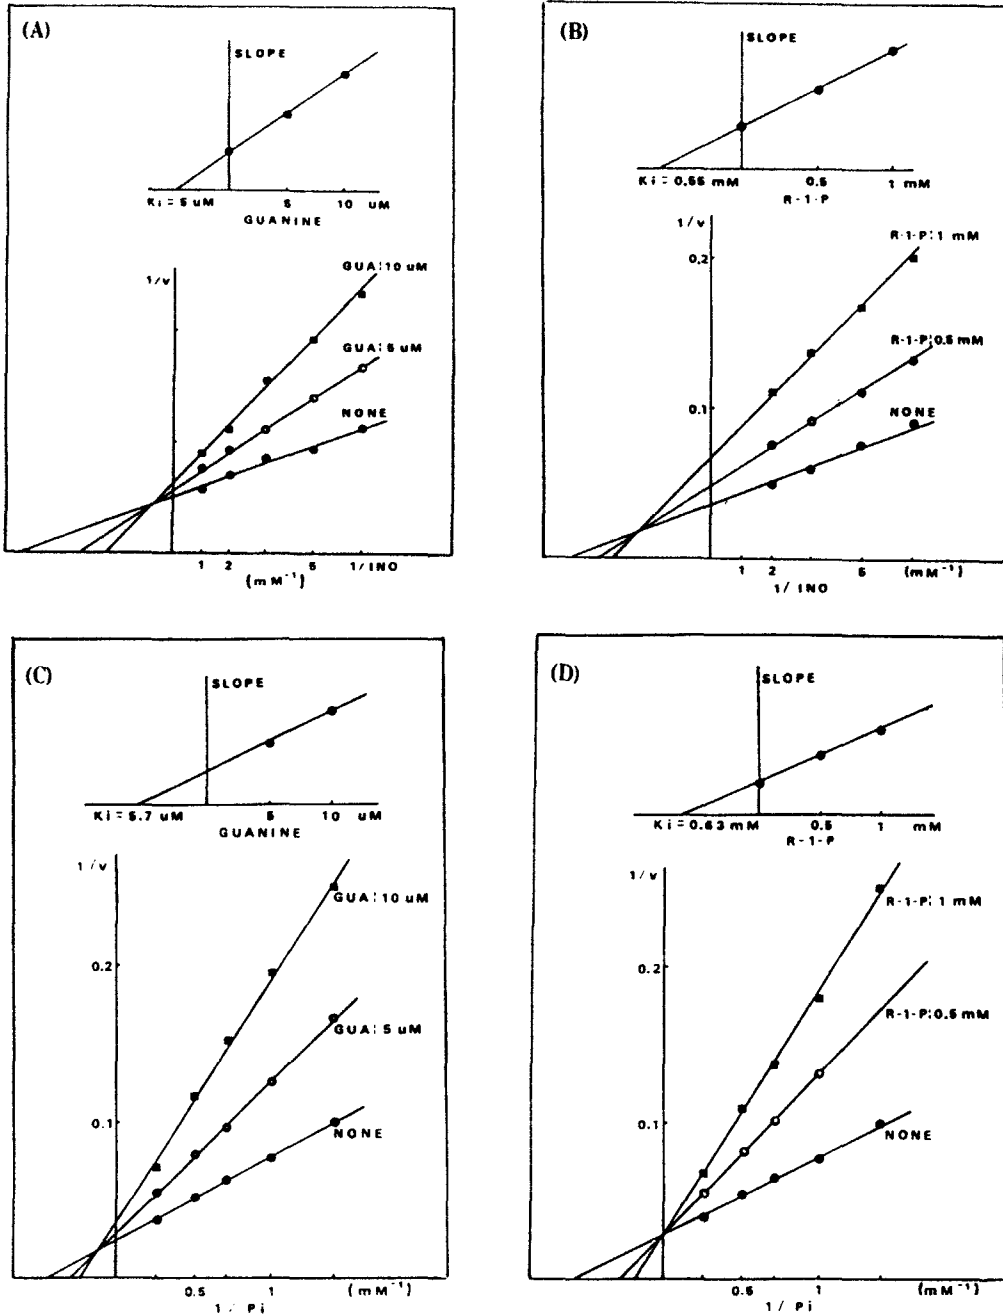 (A)
SLOPE
Ki = 5 uM 5 10 uM
GUANINE
1/v
GUA: 10 uM
GUA: 5 uM
NONE
1 2 5 1/INO
(mM⁻¹)
(B)
SLOPE
Ki = 0.55 mM 0.5 1 mM
R-1-P
1/v
R-1-P: 1 mM
0,2
R-1-P: 0.5 mM
0.1
NONE
1 2 5 (mM⁻¹)
1/INO
(C)
SLOPE
Ki = 5.7 uM 5 10 uM
GUANINE
1/v
GUA: 10 uM
0.2
GUA: 5 uM
0.1
NONE
0.5 1 (mM⁻¹)
1/Pi
(D)
SLOPE
Ki = 0.63 mM 0.5 1 mM
R-1-P
1/v
R-1-P: 1 mM
0.2
R-1-P: 0.5 mM
0.1
NONE
0.5 1 (mM⁻¹)
1/Pi